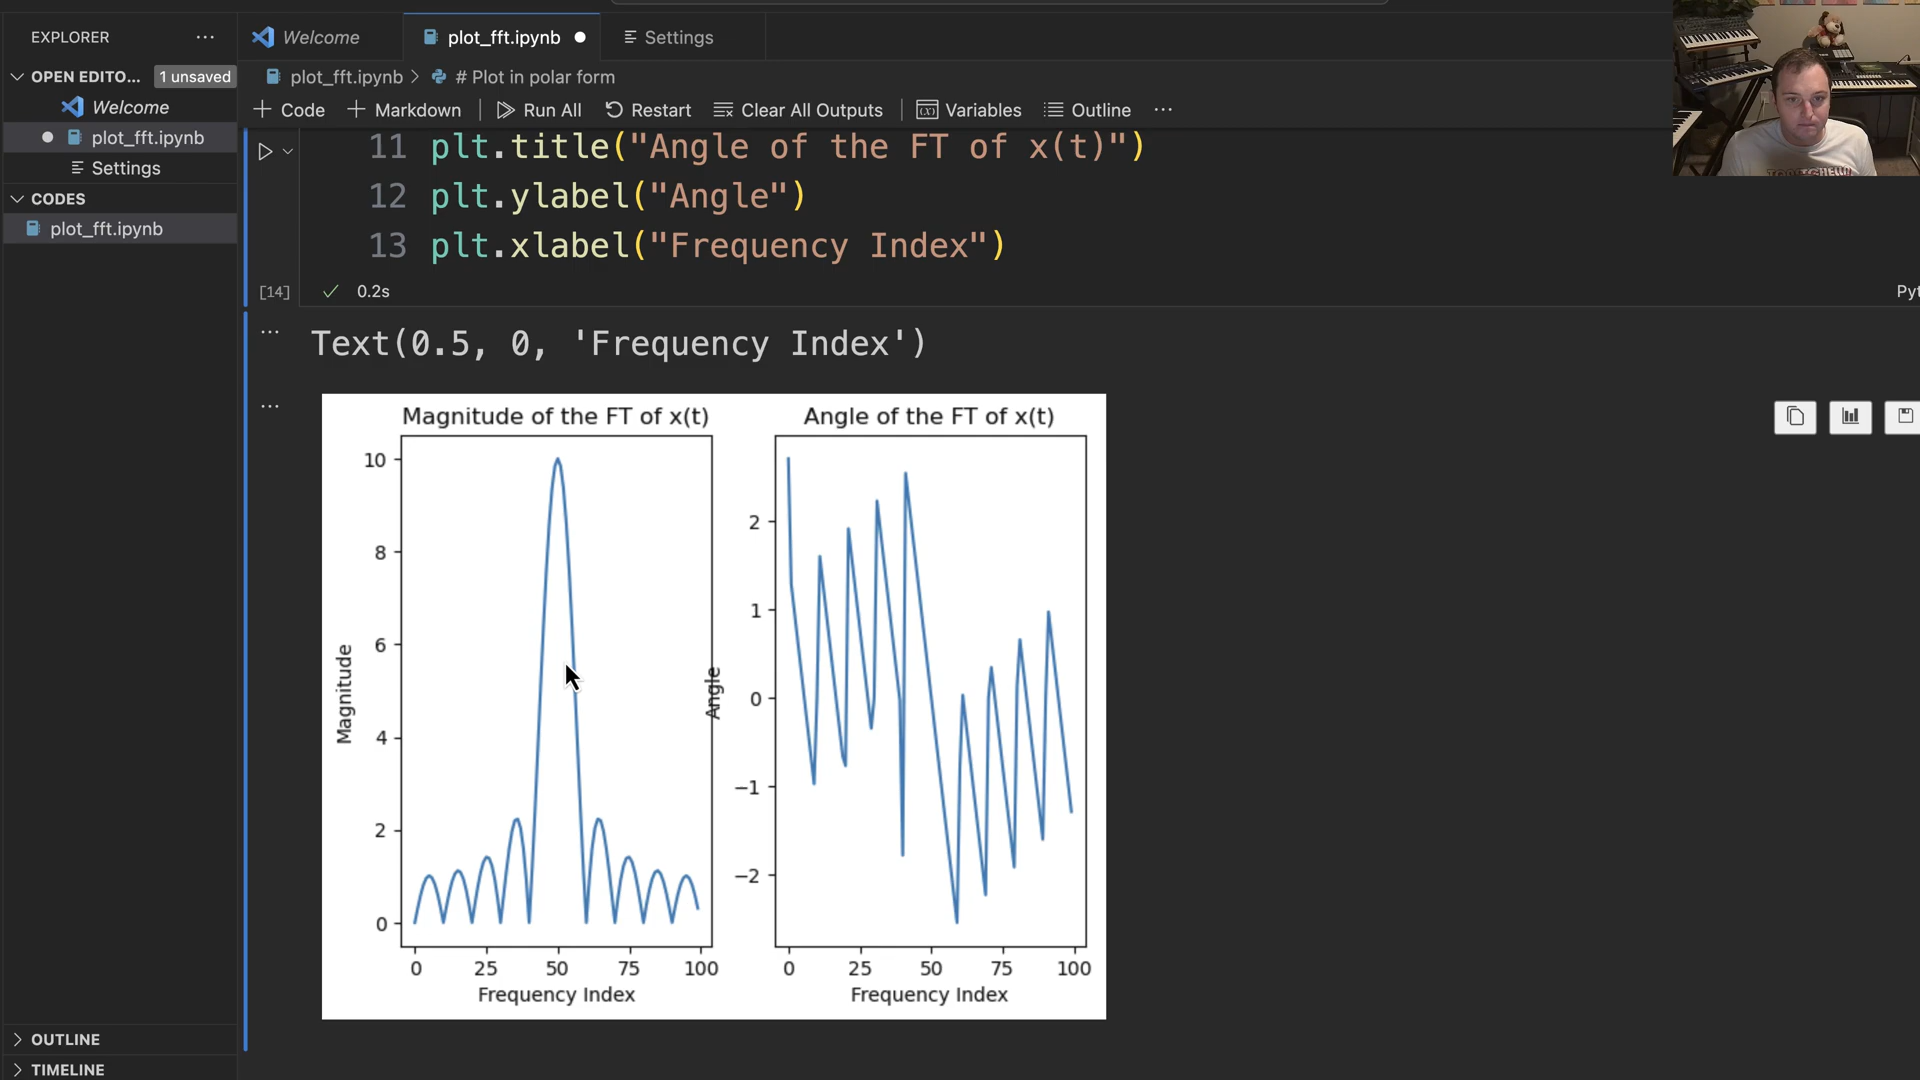 EXPLORER
Welcome
plot_fft.ipynb
Settings
OPEN EDITO...
1 unsaved
plot_fft.ipynb > # Plot in polar form
Welcome
Code
Markdown
Run All
Restart
Clear All Outputs
Variables
Outline
plot_fft.ipynb
Settings
CODES
plot_fft.ipynb
11 plt.title("Angle of the FT of x(t)")
12 plt.ylabel("Angle")
13 plt.xlabel("Frequency Index")
[14]
0.2s
Pyt
Text(0.5, 0, 'Frequency Index')
Magnitude of the FT of x(t)
10
8
6
4
2
0
Magnitude
0 25 50 75 100
Frequency Index
Angle of the FT of x(t)
2
1
0
−1
−2
Angle
0 25 50 75 100
Frequency Index
OUTLINE
TIMELINE